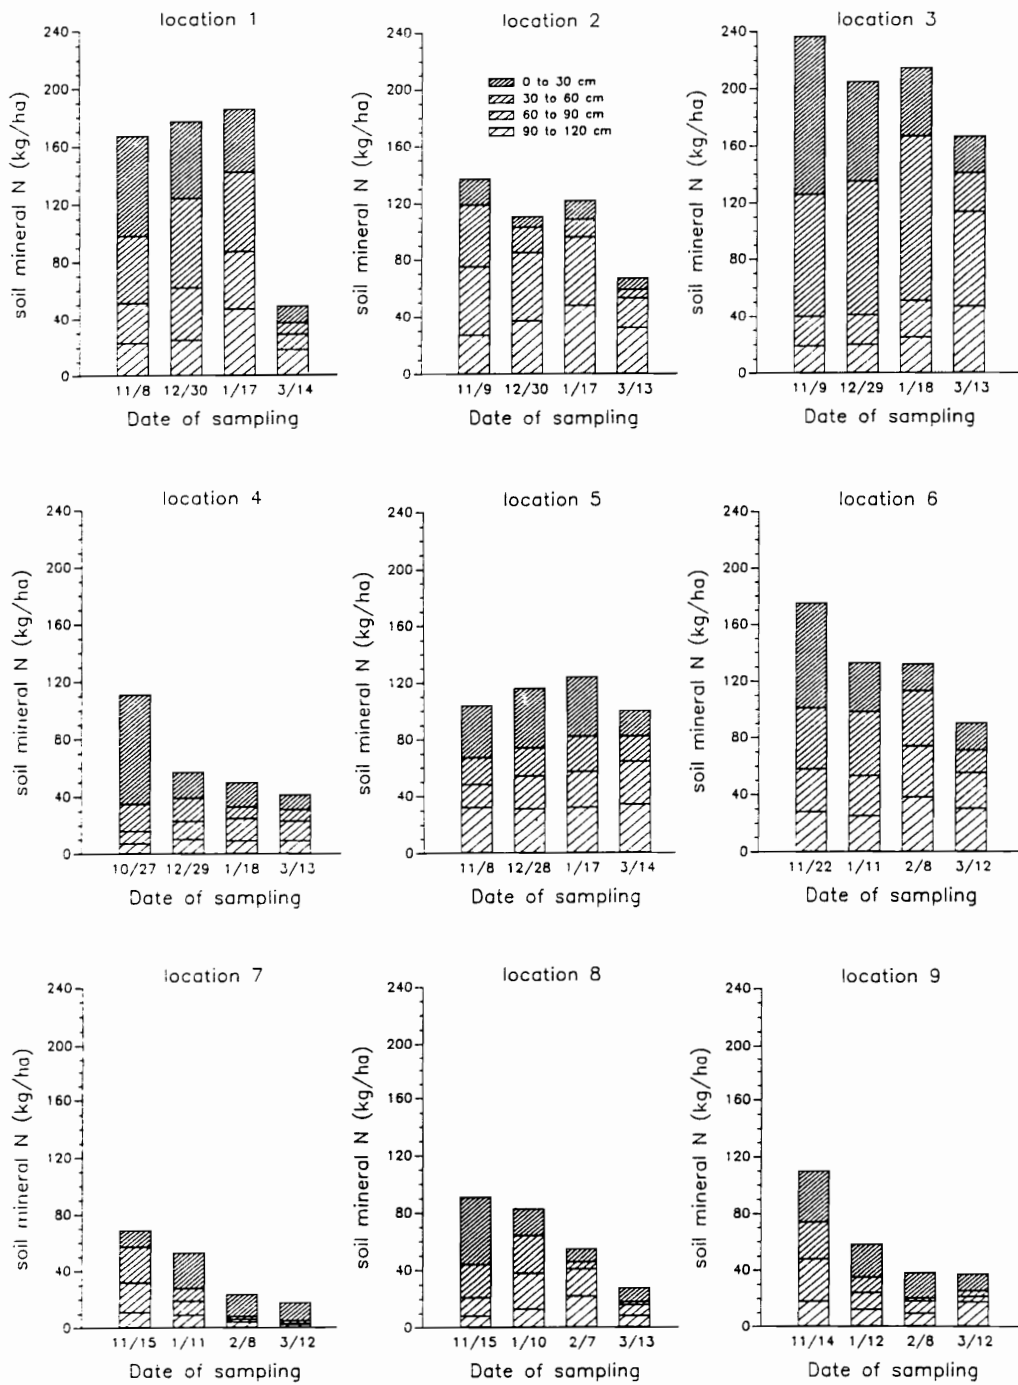 location 1
soil mineral N (kg/ha)
240
200
160
120
80
40
0
11/8 12/30 1/17 3/14
Date of sampling
location 2
soil mineral N (kg/ha)
240
200
160
120
80
40
0
0 to 30 cm
30 to 60 cm
60 to 90 cm
90 to 120 cm
11/9 12/30 1/17 3/13
Date of sampling
location 3
soil mineral N (kg/ha)
240
200
160
120
80
40
0
11/9 12/29 1/18 3/13
Date of sampling
location 4
soil mineral N (kg/ha)
240
200
160
120
80
40
0
10/27 12/29 1/18 3/13
Date of sampling
location 5
soil mineral N (kg/ha)
240
200
160
120
80
40
0
11/8 12/28 1/17 3/14
Date of sampling
location 6
soil mineral N (kg/ha)
240
200
160
120
80
40
0
11/22 1/11 2/8 3/12
Date of sampling
location 7
soil mineral N (kg/ha)
240
200
160
120
80
40
0
11/15 1/11 2/8 3/12
Date of sampling
location 8
soil mineral N (kg/ha)
240
200
160
120
80
40
0
11/15 1/10 2/7 3/13
Date of sampling
location 9
soil mineral N (kg/ha)
240
200
160
120
80
40
0
11/14 1/12 2/8 3/12
Date of sampling